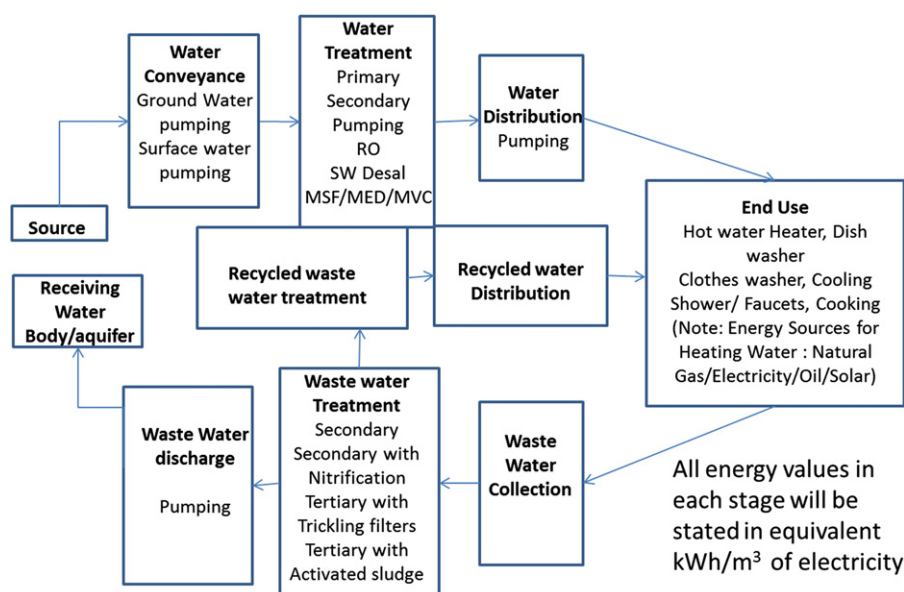 Source
Water
Conveyance
Ground Water
pumping
Surface water
pumping
Water
Treatment
Primary
Secondary
Pumping
RO
SW Desal
MSF/MED/MVC
Water
Distribution
Pumping
End Use
Hot water Heater, Dish
washer
Clothes washer, Cooling
Shower/ Faucets, Cooking
(Note: Energy Sources for
Heating Water : Natural
Gas/Electricity/Oil/Solar)
Recycled waste
water treatment
Recycled water
Distribution
Receiving
Water
Body/aquifer
Waste Water
discharge
Pumping
Waste water
Treatment
Secondary
Secondary with
Nitrification
Tertiary with
Trickling filters
Tertiary with
Activated sludge
Waste
Water
Collection
All energy values in
each stage will be
stated in equivalent
kWh/m³ of electricity